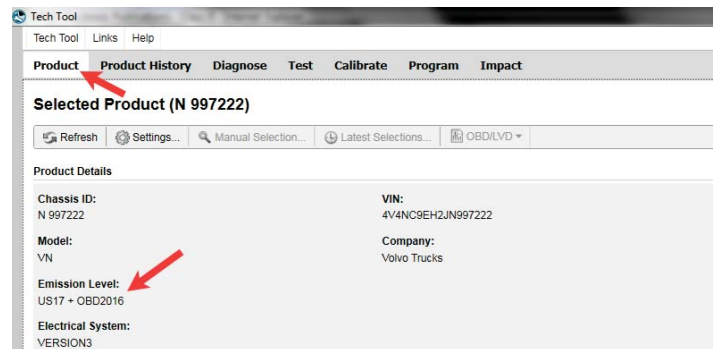 Tech Tool
Tech Tool Links Help
Product Product History Diagnose Test Calibrate Program Impact
Selected Product (N 997222)
Refresh Settings... Manual Selection... Latest Selections... OBD/LVD
Product Details
Chassis ID: VIN:
N 997222 4V4NC9EH2JN997222
Model: Company:
VN Volvo Trucks
Emission Level:
US17 + OBD2016
Electrical System:
VERSION3